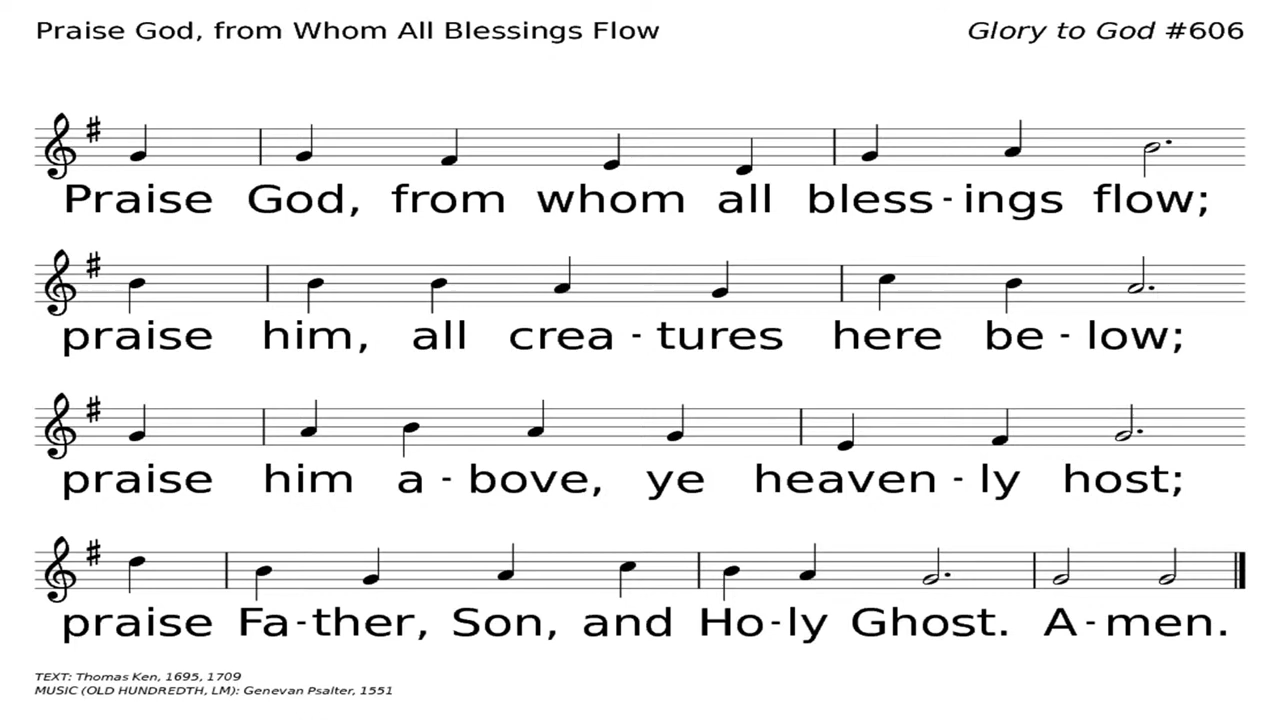 Praise God, from Whom All Blessings Flow
Glory to God #606
Praise God, from whom all bless - ings flow;
praise him, all crea - tures here be - low;
praise him a - bove, ye heaven - ly host;
praise Fa - ther, Son, and Ho - ly Ghost. A - men.
TEXT: Thomas Ken, 1695, 1709
MUSIC (OLD HUNDREDTH, LM): Genevan Psalter, 1551